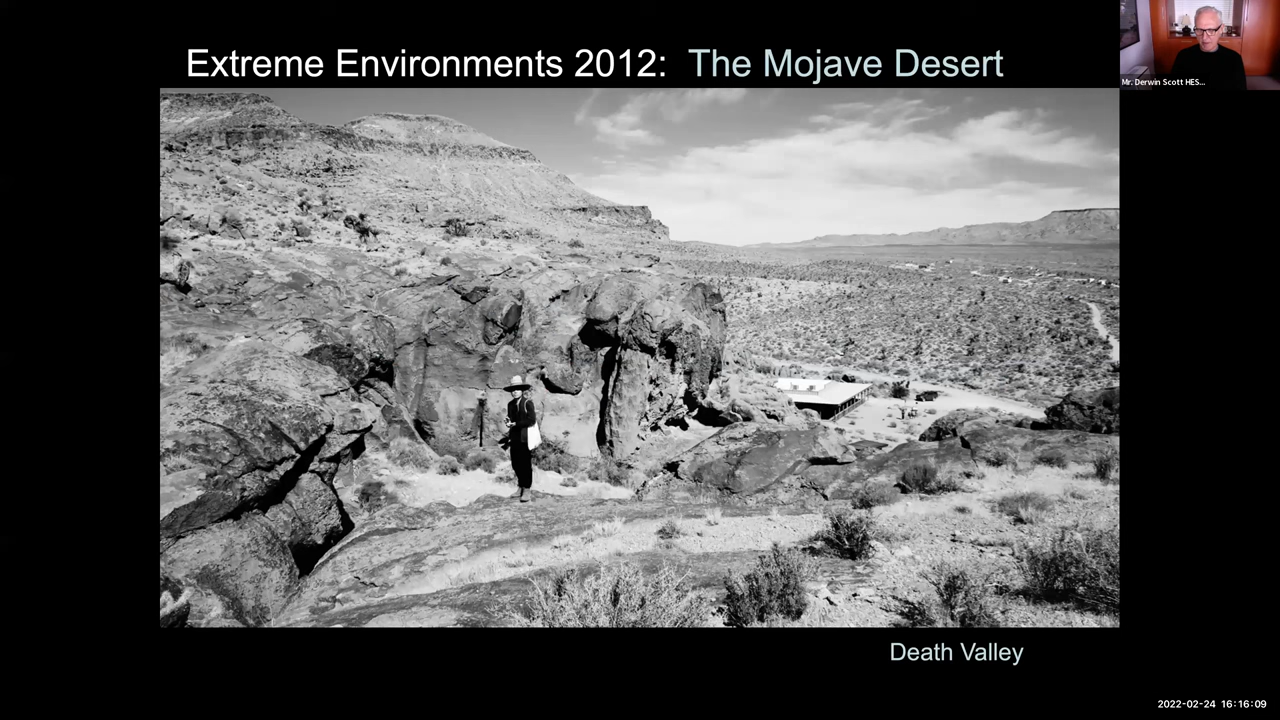 Extreme Environments 2012: The Mojave Desert
Mr. Derwin Scott HES...
Death Valley
2022-02-24 16:16:09